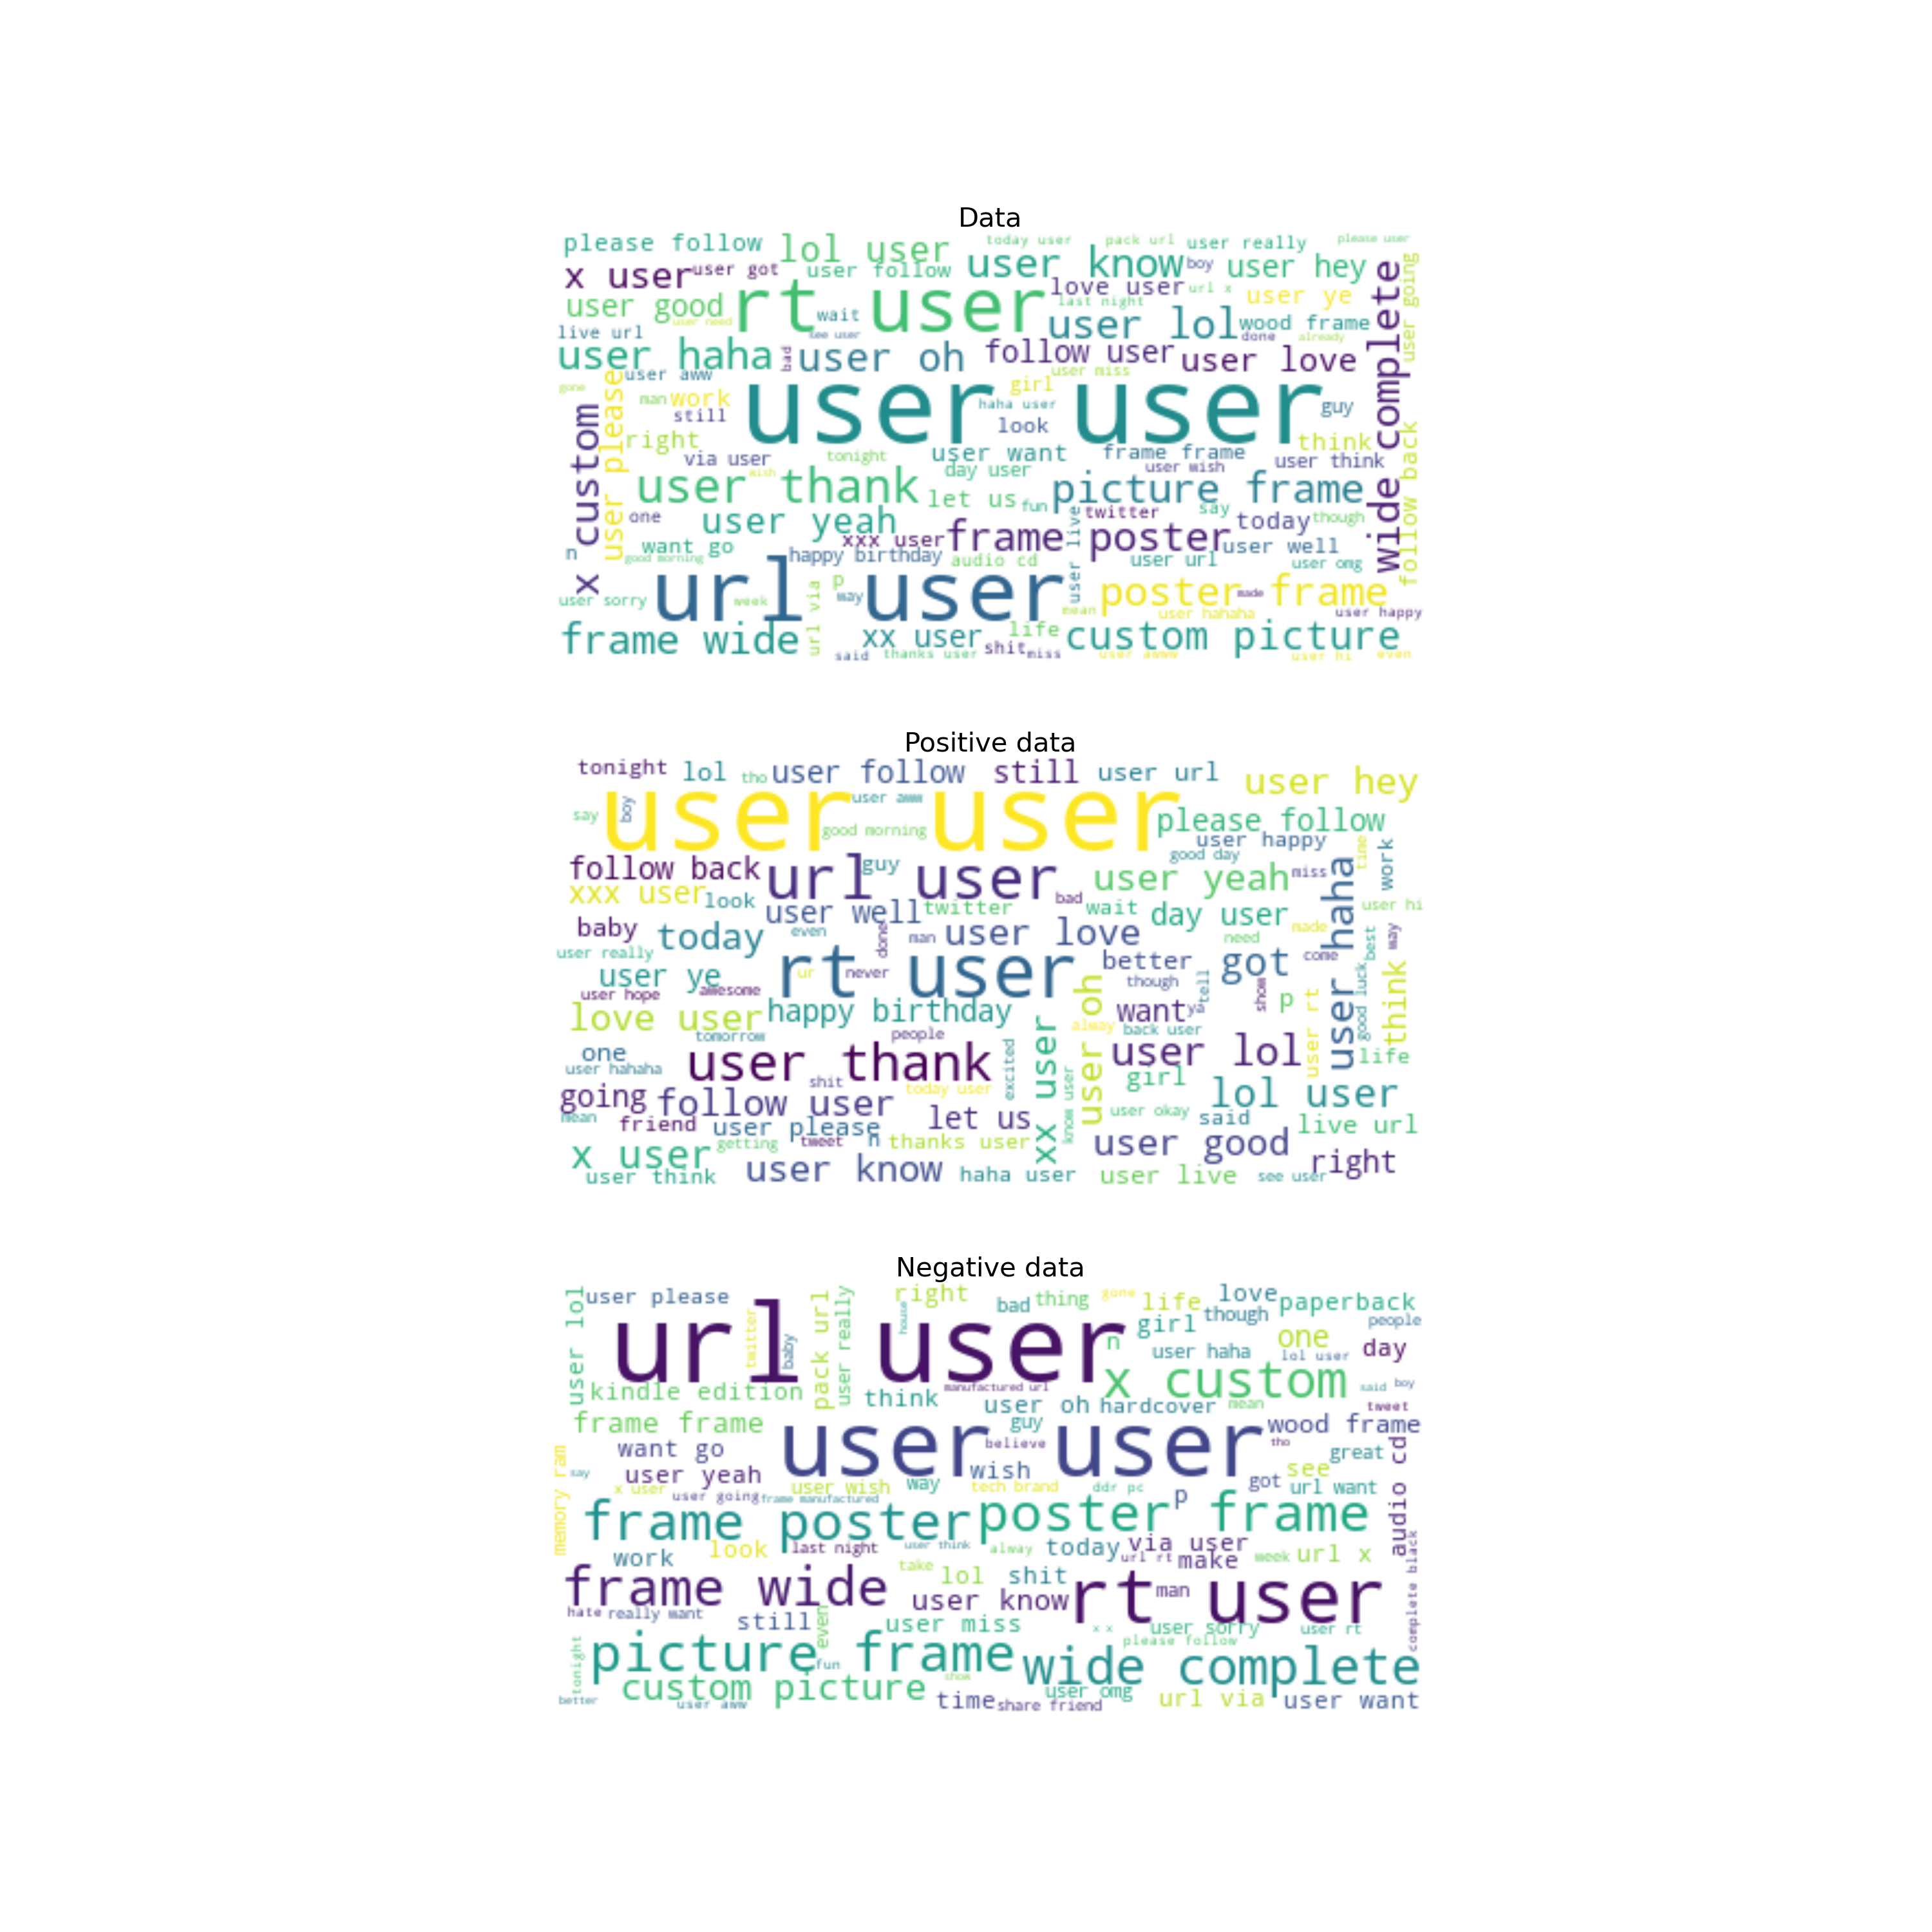 Data
please follow
lol user
today user
pack url
user really
please user
x user
user got
user follow
user know
boy
user hey
user good
rt user
love user
url x
user ye
user going
wide complete
last night
user need
wait
live url
see user
user lol
wood frame
done
already
user haha
bad
user oh
follow user
user love
user aww
user miss
gone
man
work
girl
haha user
guy
still
user user
look
think
x custom
user please
right
via user
tonight
user want
frame frame
user wish
user think
follow back
wish
day user
user thank
let us
fun
picture frame
one
user yeah
user live
twitter
say
today
though
n
want go
xxx user
frame poster
user well
good morning
happy birthday
audio cd
user url
user omg
user sorry
url user
week
url via
p
way
poster frame
made
mean
user hahaha
user happy
frame wide
xx user
life
custom picture
said
thanks user
shit
miss
user awww
user hi
even
Positive data
tonight
lol
tho
user follow
still
user url
user hey
say
boy
user user
user aww
good morning
please follow
user happy
good day
time
work
follow back
url user
guy
user yeah
miss
user haha
xxx user
look
bad
user well
twitter
wait
day user
user hi
baby
today
even
done
man
user love
need
made
best
way
user really
better
come
user ye
rt user
ur
never
though
tell
got
show
good luck
think
user hope
awesome
love user
happy birthday
user oh
want
ya
p
user rt
tomorrow
people
alway
back user
one
user thank
excited
xx user
user lol
life
user hahaha
shit
today user
know user
girl
lol user
going
follow user
let us
user okay
said
live url
mean
friend
user please
getting
tweet
n
thanks user
user good
x user
right
user think
user know
haha user
user live
see user
Negative data
user lol
user please
url user
twitter
baby
pack url
user really
right
house
bad
thing
gone
life
love
paperback
girl
though
people
n
one
user haha
lol user
day
kindle edition
manufactured url
x custom
said
boy
think
user oh
hardcover
mean
tweet
frame frame
guy
wood frame
want go
user user
believe
tho
great
audio cd
memory ram
say
user yeah
wish
see
x user
user going
user wish
way
tech brand
ddr pc
got
url want
frame manufactured
p
frame poster
poster frame
work
look
last night
user think
alway
today
via user
url rt
make
week
url x
complete black
frame wide
take
lol
shit
user know
rt user
man
hate
really want
still
even
user miss
x x
user sorry
user rt
please follow
tonight
picture frame
fun
wide complete
better
custom picture
show
user aww
time
share friend
user omg
url via
user want